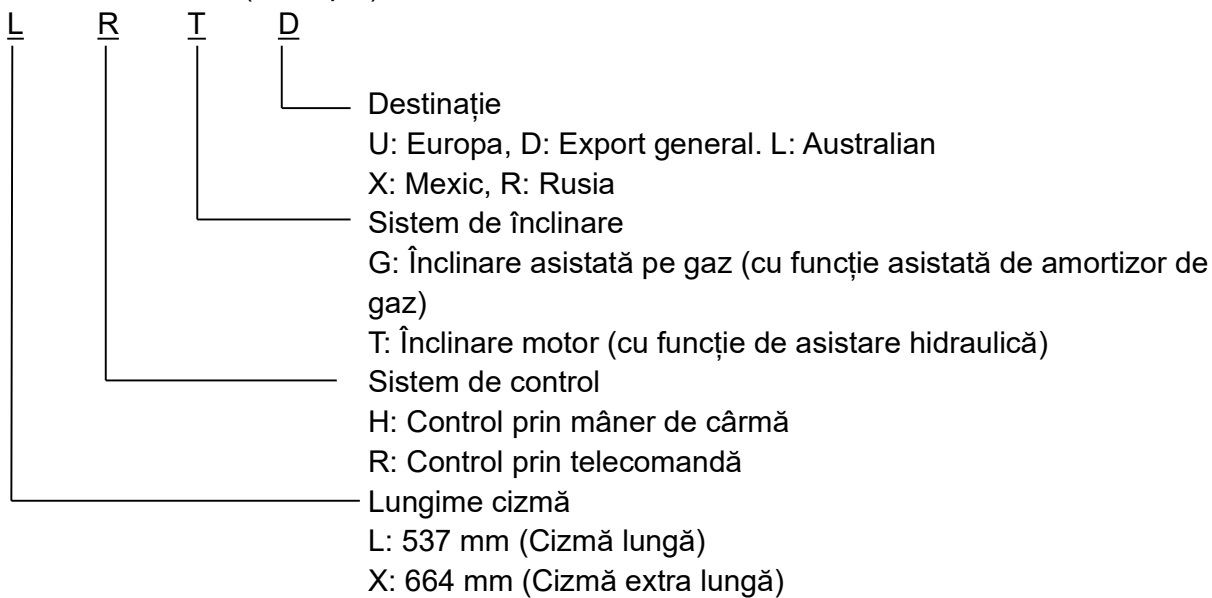 L R T D
Destinație
U: Europa, D: Export general. L: Australian
X: Mexic, R: Rusia
Sistem de înclinare
G: Înclinare asistată pe gaz (cu funcție asistată de amortizor de
gaz)
T: Înclinare motor (cu funcție de asistare hidraulică)
Sistem de control
H: Control prin mâner de cârmă
R: Control prin telecomandă
Lungime cizmă
L: 537 mm (Cizmă lungă)
X: 664 mm (Cizmă extra lungă)